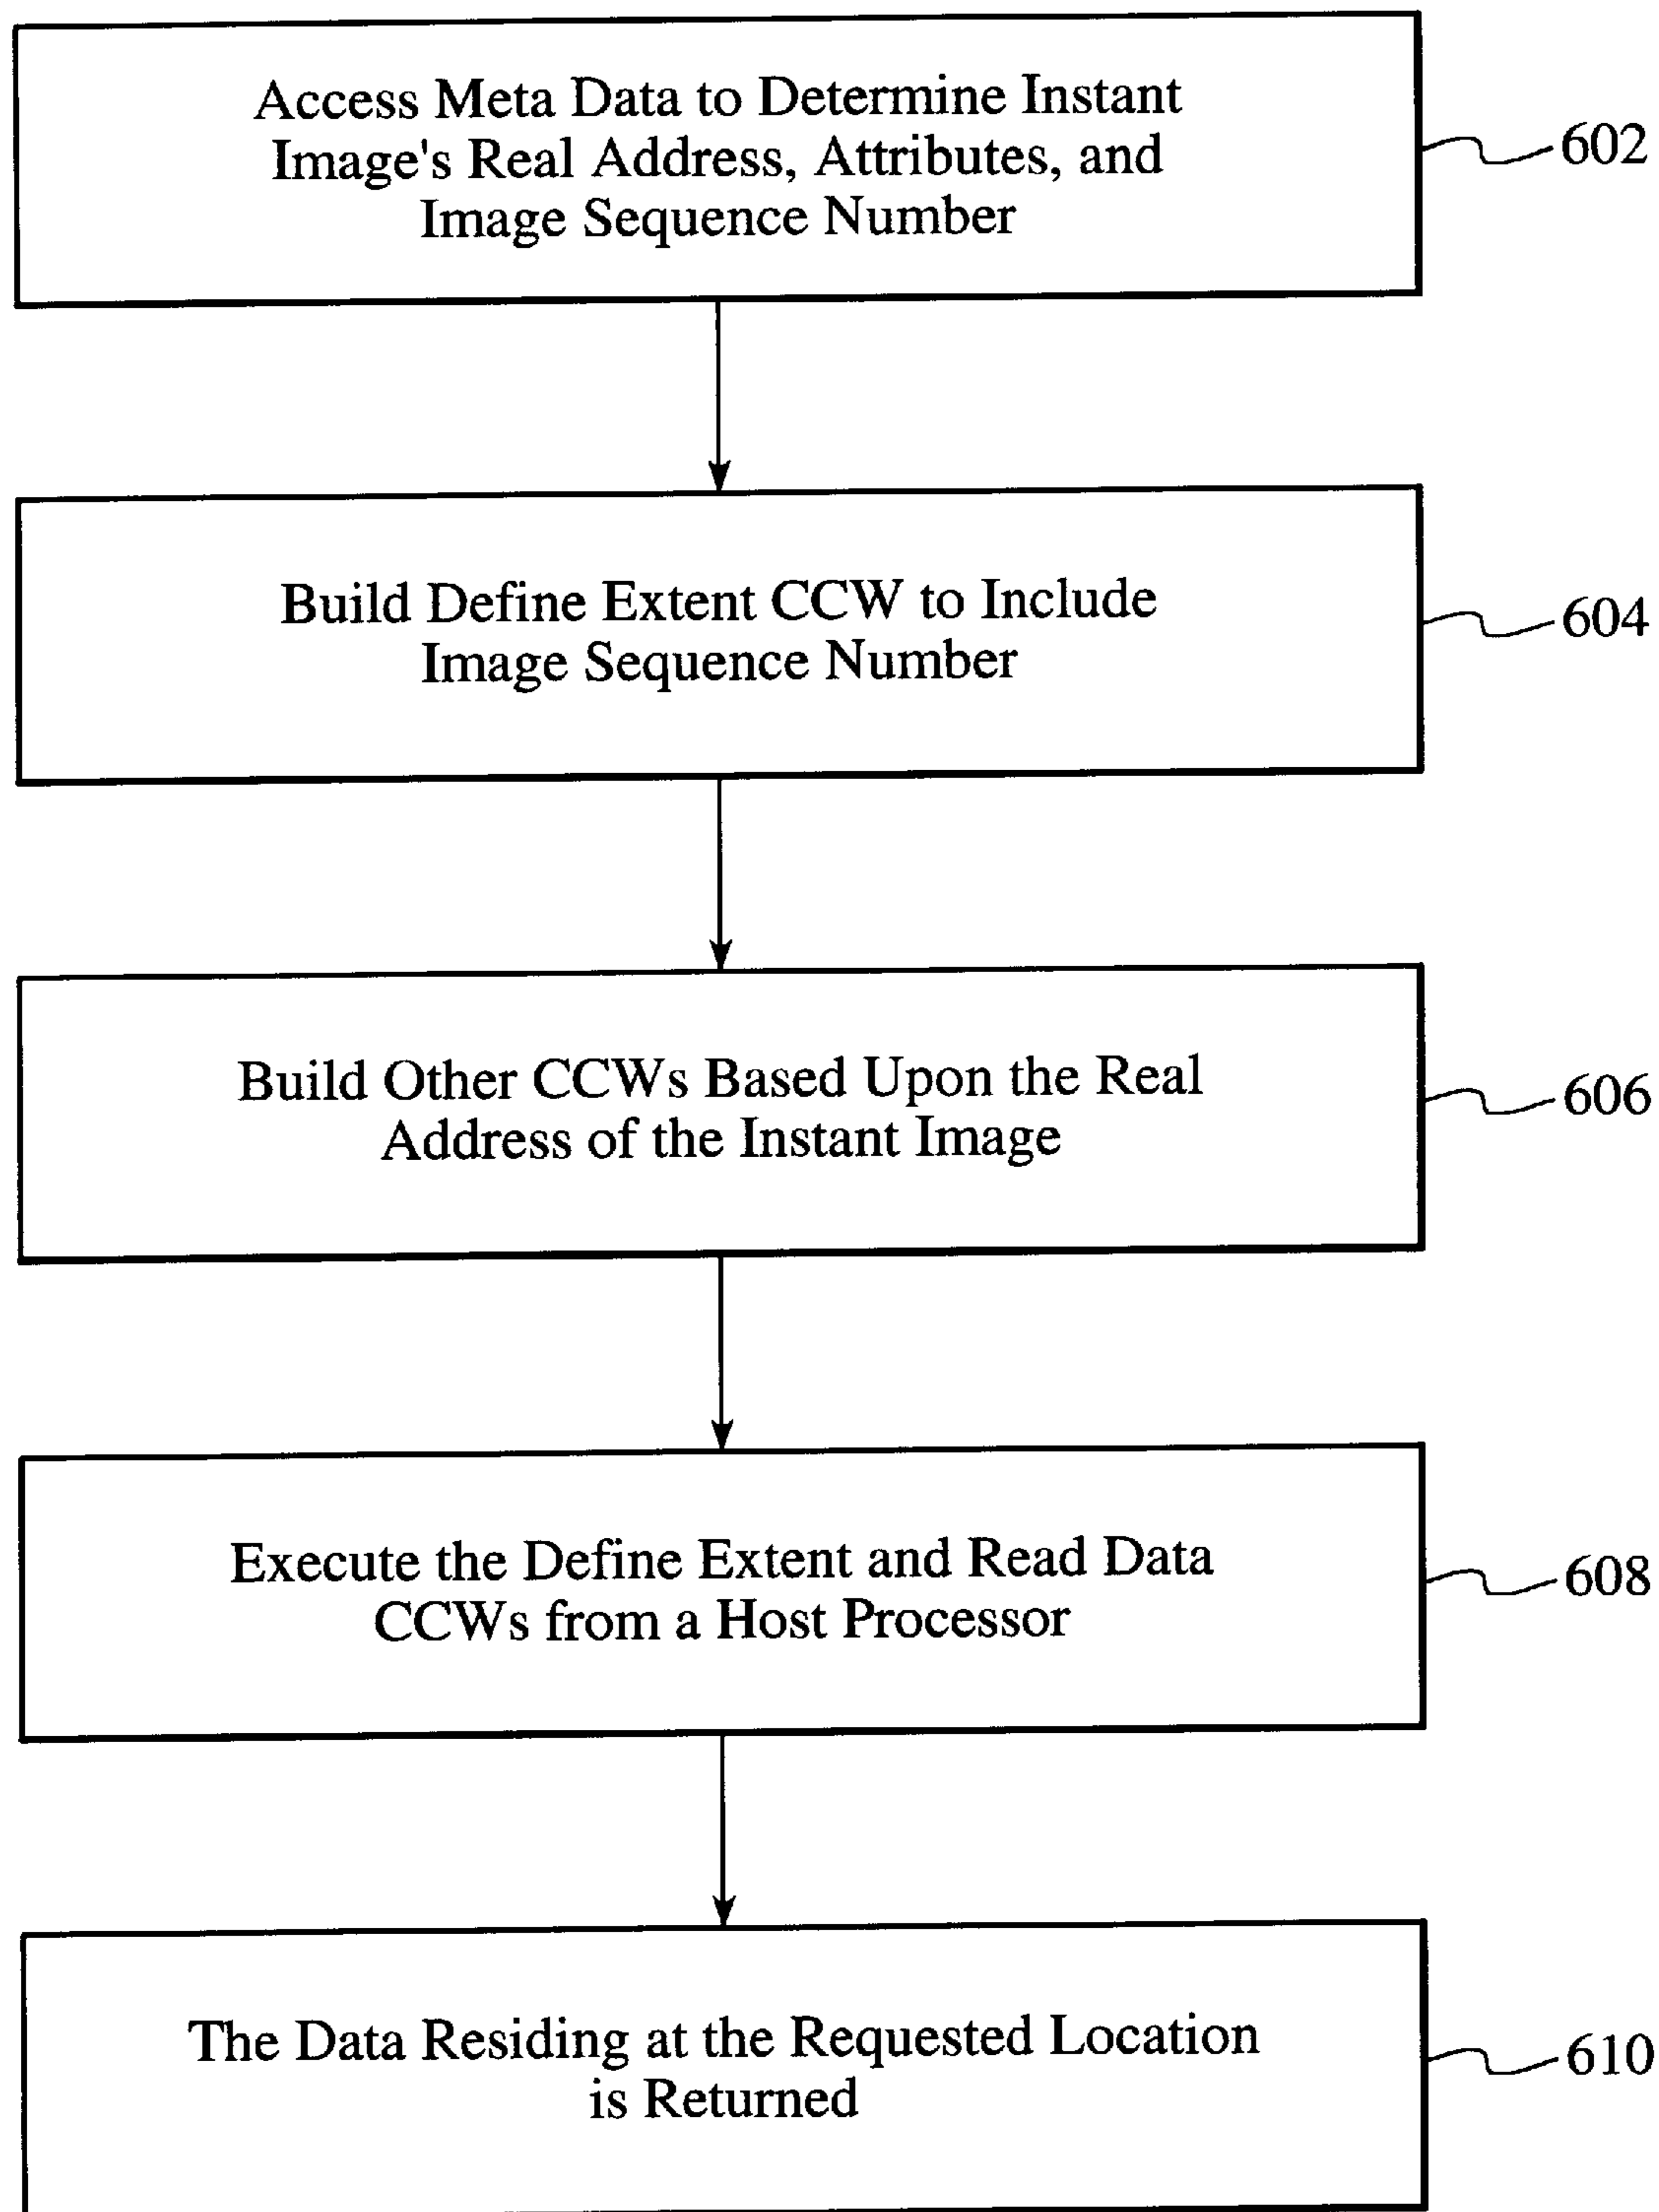 Access Meta Data to Determine Instant
Image's Real Address, Attributes, and
Image Sequence Number
602
Build Define Extent CCW to Include
Image Sequence Number
604
Build Other CCWs Based Upon the Real
Address of the Instant Image
606
Execute the Define Extent and Read Data
CCWs from a Host Processor
608
The Data Residing at the Requested Location
is Returned
610